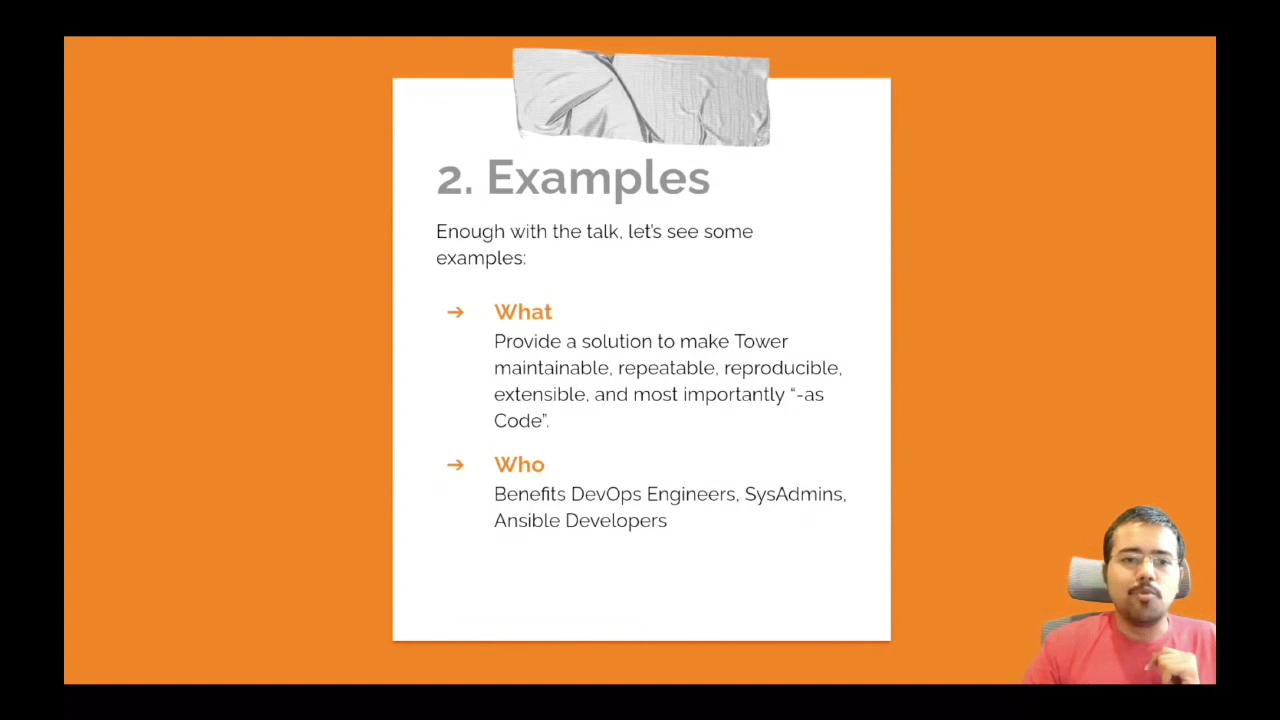 2. Examples
Enough with the talk, let's see some
examples:
➔ What
Provide a solution to make Tower
maintainable, repeatable, reproducible,
extensible, and most importantly “-as
Code”.
➔ Who
Benefits DevOps Engineers, SysAdmins,
Ansible Developers